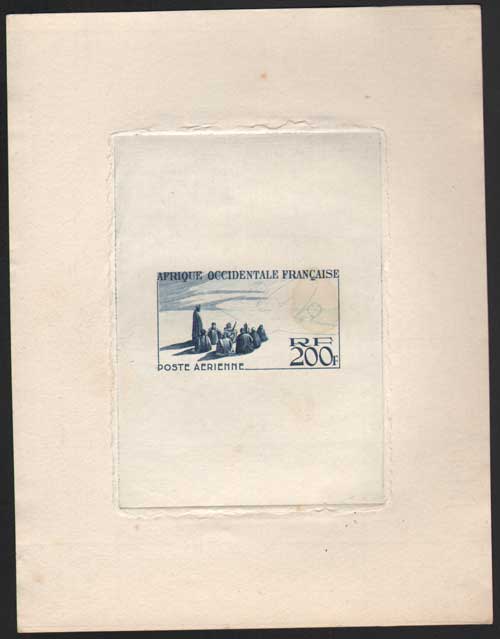 AFRIQUE OCCIDENTALE FRANÇAISE
RF
POSTE AERIENNE
200F